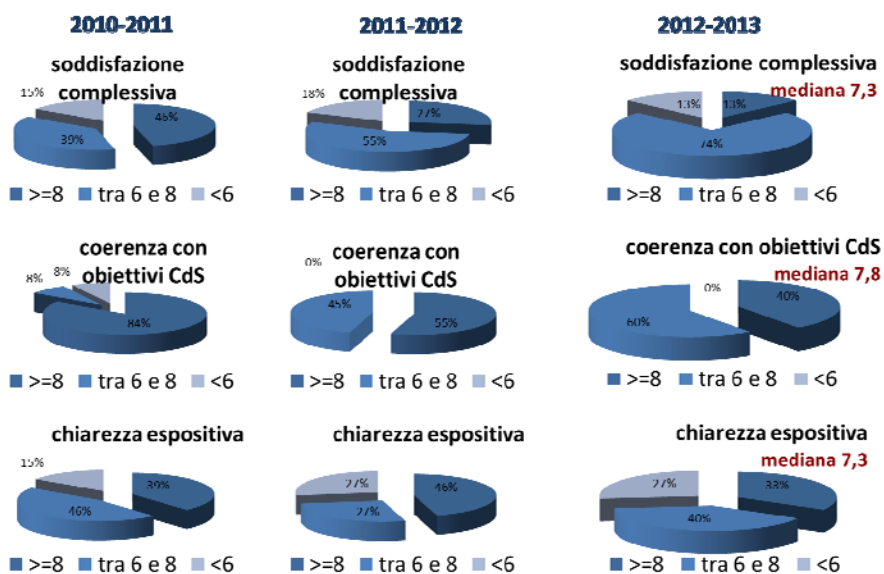 2010-2011
2011-2012
2012-2013
soddisfazione
complessiva
15%
46%
39%
>=8 tra 6 e 8 <6
soddisfazione
complessiva
18%
27%
55%
>=8 tra 6 e 8 <6
soddisfazione complessiva
mediana 7,3
13%
13%
74%
>=8 tra 6 e 8 <6
coerenza con
obiettivi CdS
8%
8%
84%
>=8 tra 6 e 8 <6
coerenza con
obiettivi CdS
0%
45%
55%
>=8 tra 6 e 8 <6
coerenza con obiettivi CdS
mediana 7,8
0%
40%
60%
>=8 tra 6 e 8 <6
chiarezza espositiva
15%
39%
46%
>=8 tra 6 e 8 <6
chiarezza espositiva
27%
46%
27%
>=8 tra 6 e 8 <6
chiarezza espositiva
mediana 7,3
27%
33%
40%
>=8 tra 6 e 8 <6